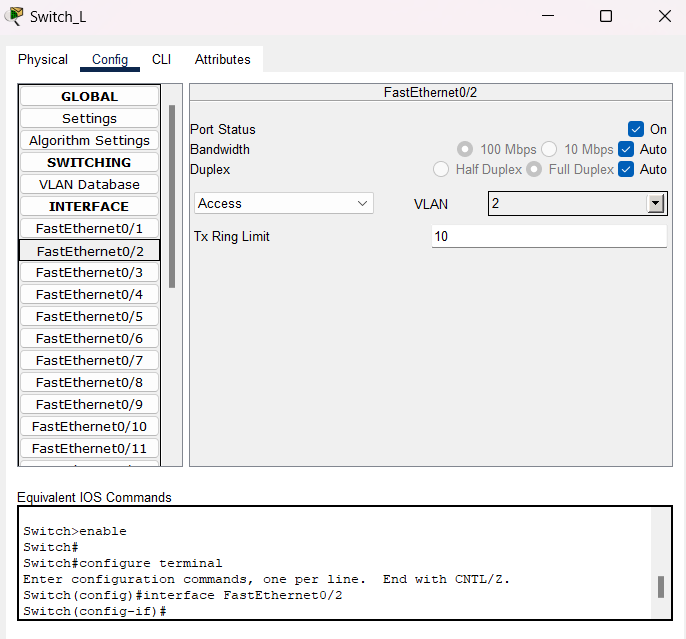 Switch_L
Physical Config CLI Attributes
GLOBAL
Settings
Algorithm Settings
SWITCHING
VLAN Database
INTERFACE
FastEthernet0/1
FastEthernet0/2
FastEthernet0/3
FastEthernet0/4
FastEthernet0/5
FastEthernet0/6
FastEthernet0/7
FastEthernet0/8
FastEthernet0/9
FastEthernet0/10
FastEthernet0/11
FastEthernet0/2
Port Status On
Bandwidth 100 Mbps 10 Mbps Auto
Duplex Half Duplex Full Duplex Auto
Access VLAN 2
Tx Ring Limit 10
Equivalent IOS Commands
Switch>enable
Switch#
Switch#configure terminal
Enter configuration commands, one per line. End with CNTL/Z.
Switch(config)#interface FastEthernet0/2
Switch(config-if)#